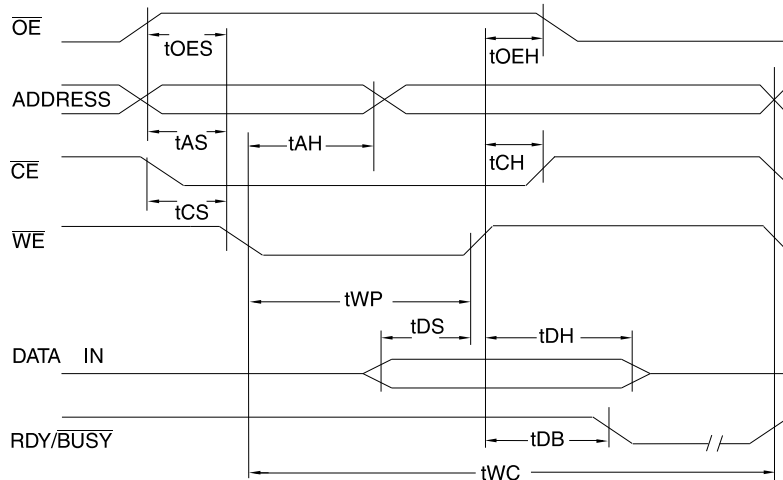 OE
tOES
tOEH
ADDRESS
tAS
tAH
tCH
CE
tCS
WE
tWP
tDS
tDH
DATA IN
RDY/BUSY
tDB
tWC